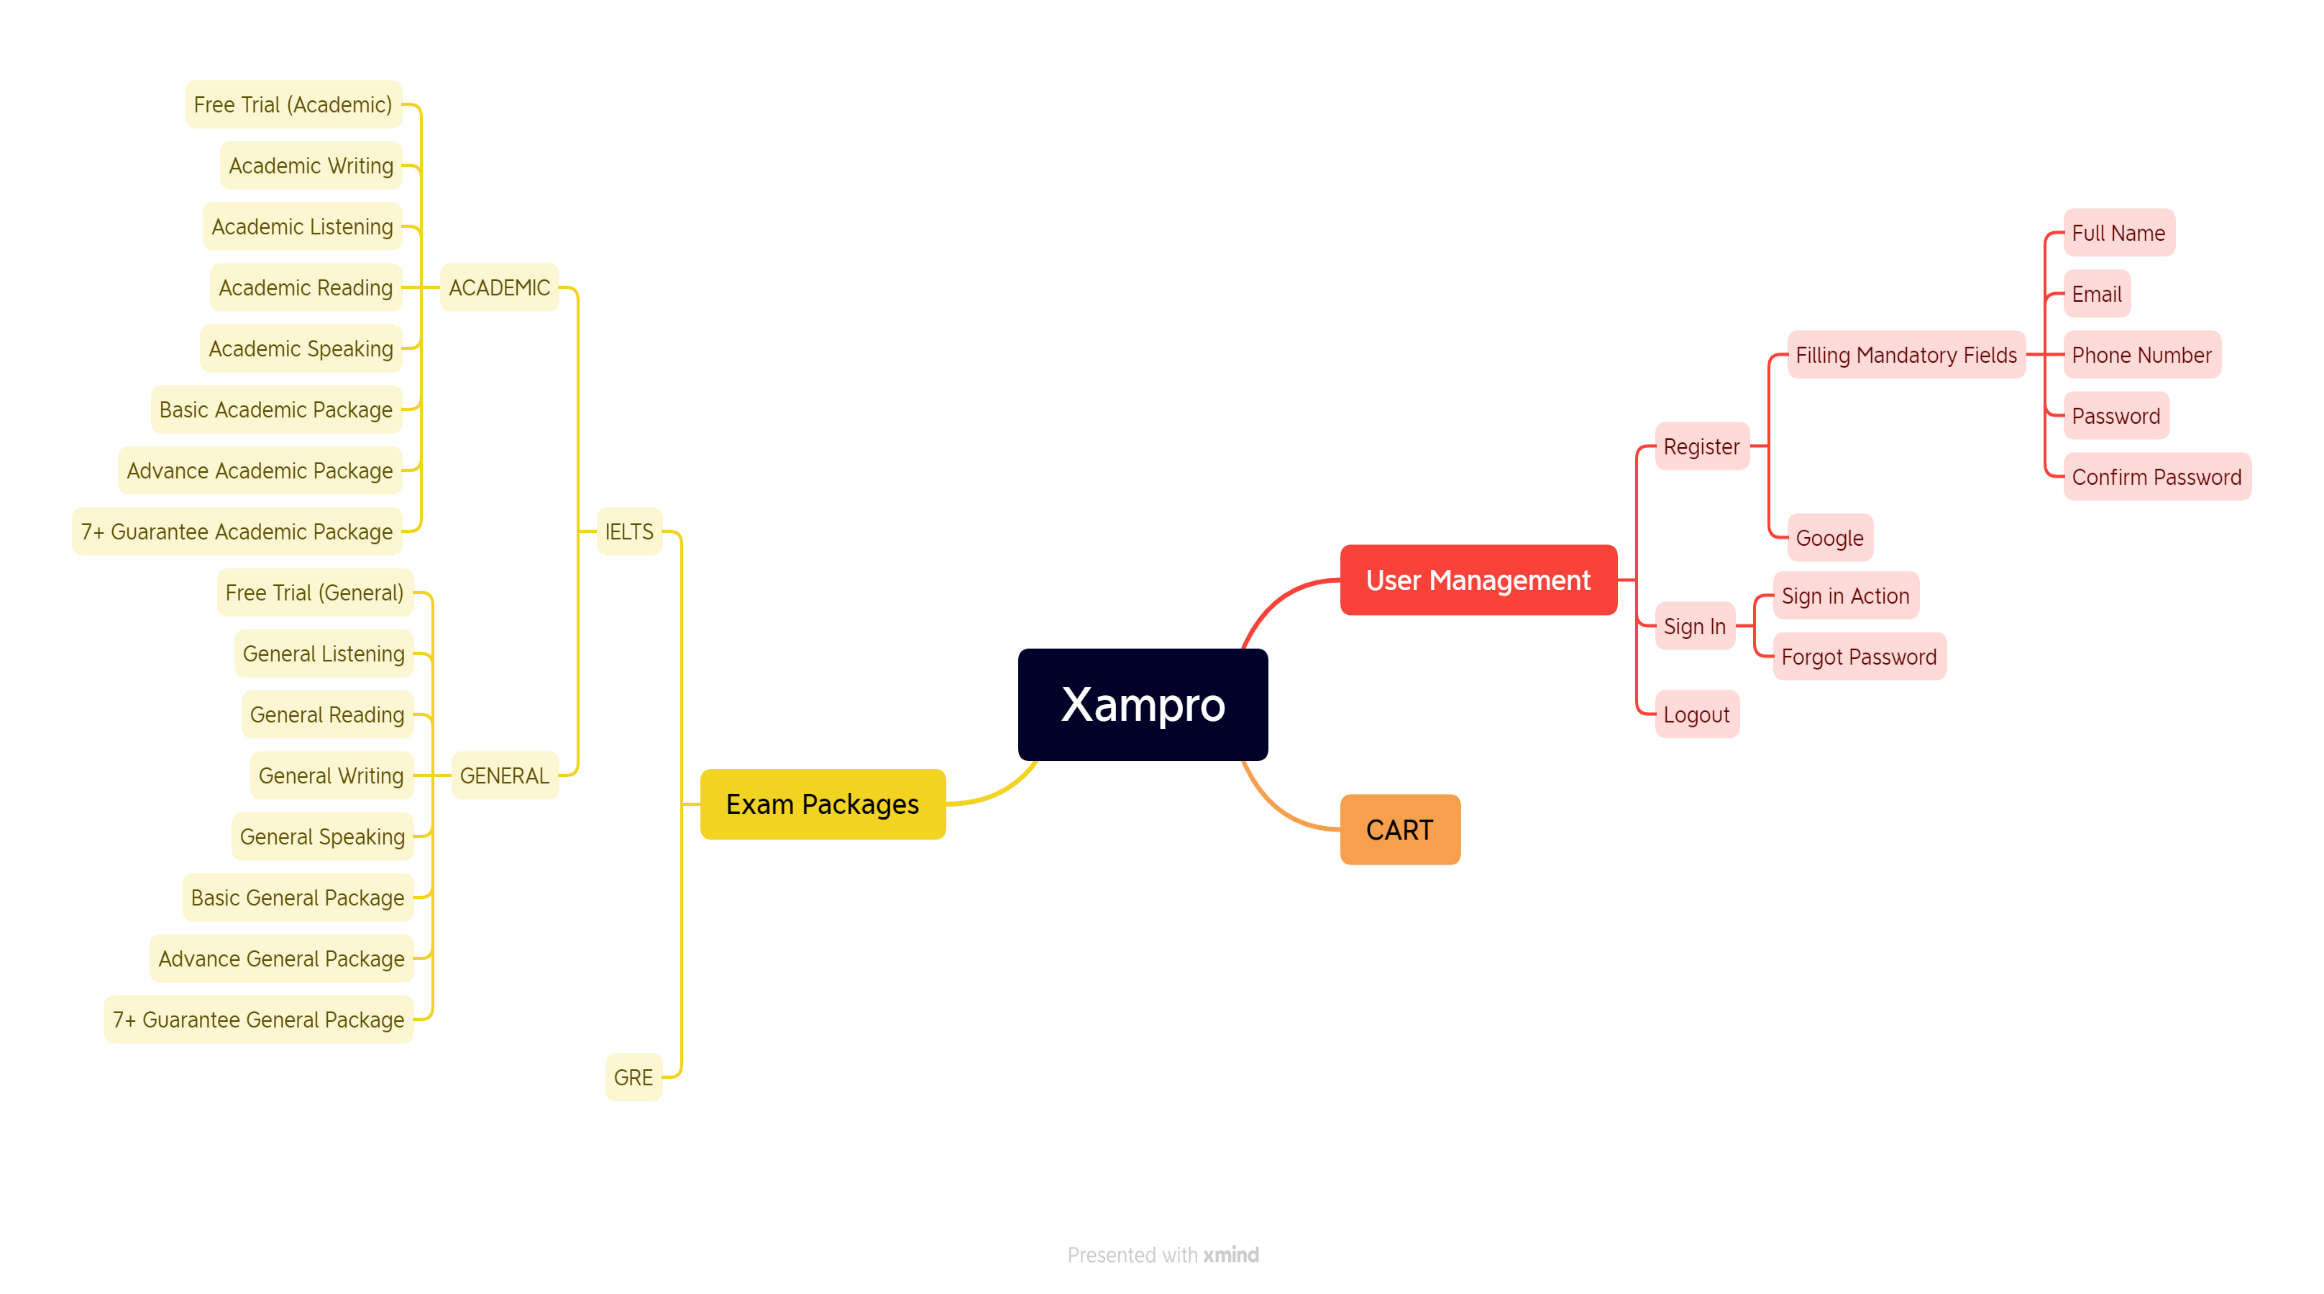 Xampro
User Management
Register
Filling Mandatory Fields
Full Name
Email
Phone Number
Password
Confirm Password
Google
Sign In
Sign in Action
Forgot Password
Logout
CART
Exam Packages
IELTS
ACADEMIC
Free Trial (Academic)
Academic Writing
Academic Listening
Academic Reading
Academic Speaking
Basic Academic Package
Advance Academic Package
7+ Guarantee Academic Package
GENERAL
Free Trial (General)
General Listening
General Reading
General Writing
General Speaking
Basic General Package
Advance General Package
7+ Guarantee General Package
GRE
Presented with xmind